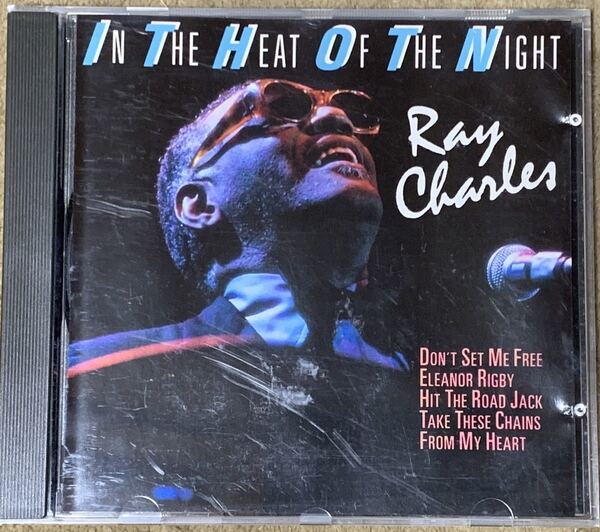 IN THE HEAT OF THE NIGHT
Ray
Charles
DON'T SET ME FREE
ELEANOR RIGBY
HIT THE ROAD JACK
TAKE THESE CHAINS
FROM MY HEART